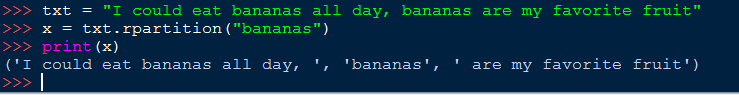 >>> txt = "I could eat bananas all day, bananas are my favorite fruit"
>>> x = txt.rpartition("bananas")
>>> print(x)
('I could eat bananas all day, ', 'bananas', ' are my favorite fruit')
>>>